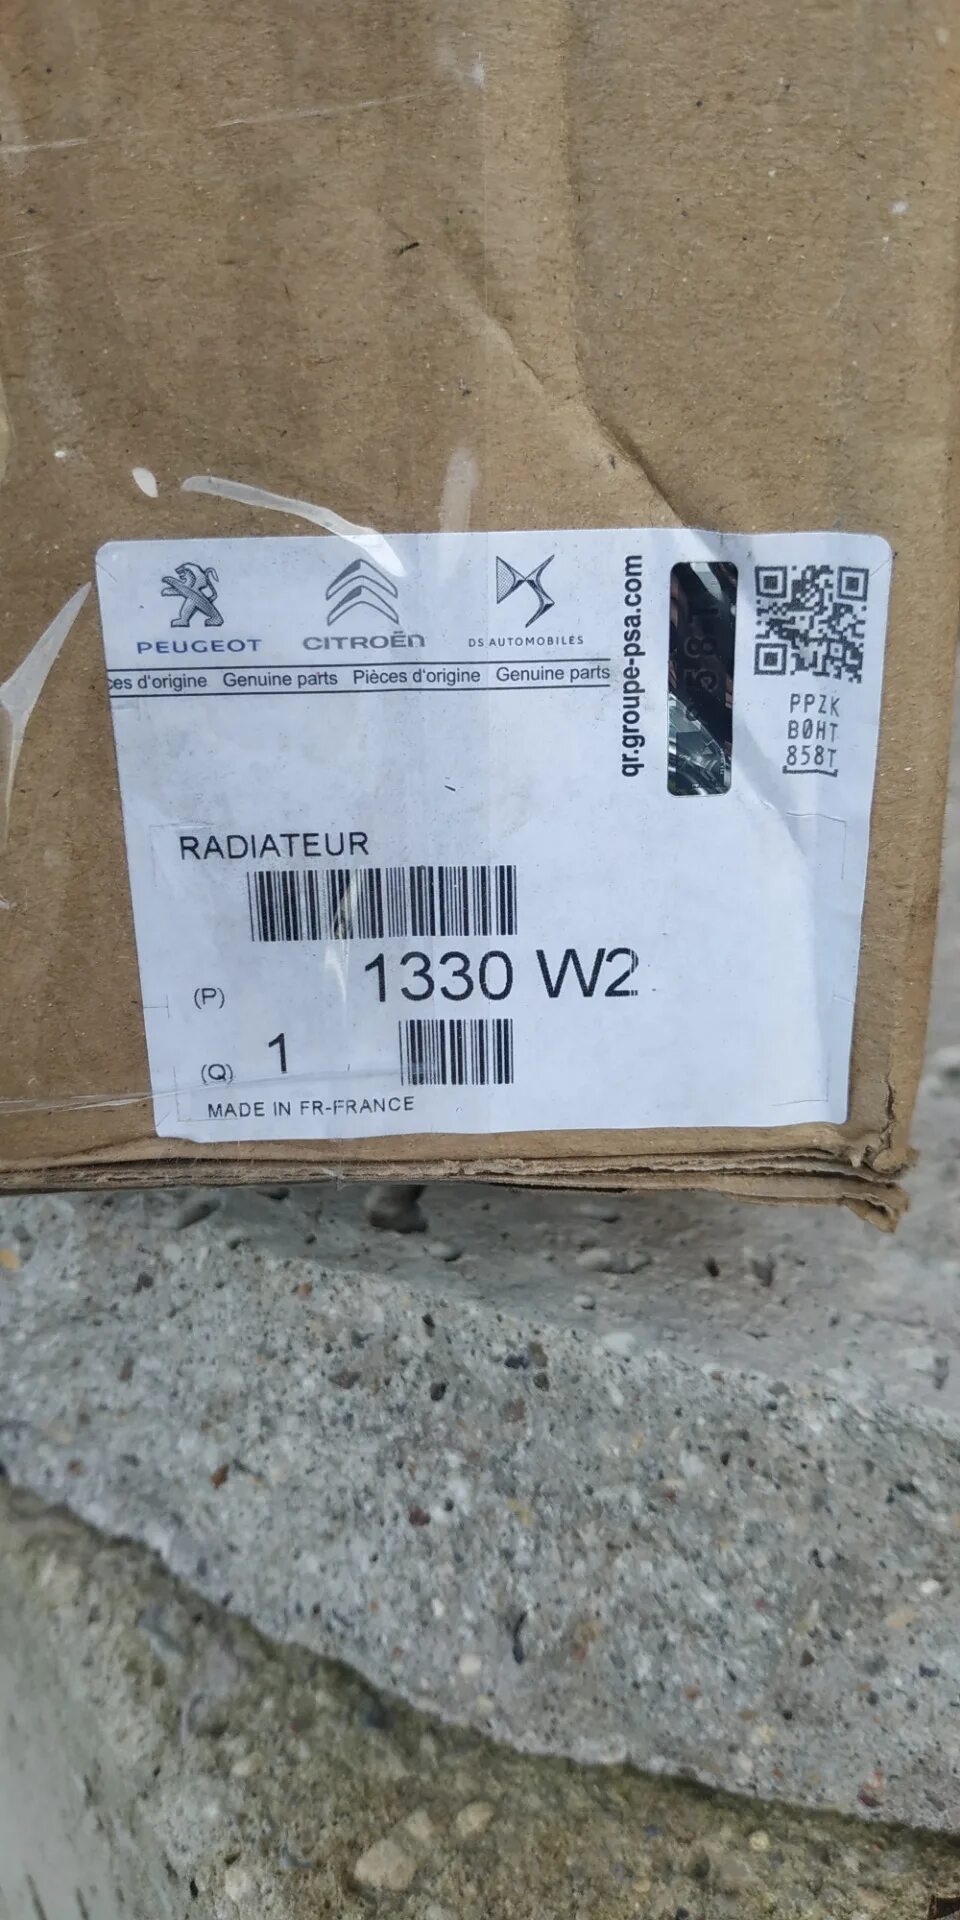 PEUGEOT CITROËN DS AUTOMOBILES
ces d'origine Genuine parts Pièces d'origine Genuine parts
qr.groupe-psa.com
PPZK
B0HT
858T
RADIATEUR
(P) 1330 W2
(Q) 1
MADE IN FR-FRANCE